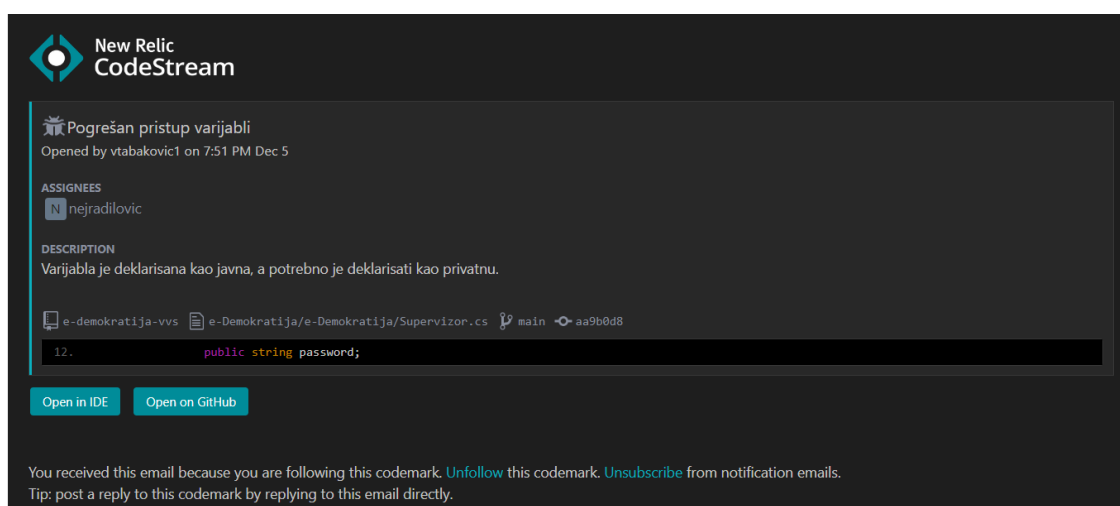 New Relic
CodeStream
Pogrešan pristup varijabli
Opened by vtabakovic1 on 7:51 PM Dec 5
ASSIGNEES
N nejradilovic
DESCRIPTION
Varijabla je deklarisana kao javna, a potrebno je deklarisati kao privatnu.
e-demokratija-vvs e-Demokratija/e-Demokratija/Supervizor.cs main aa9b0d8
12. public string password;
Open in IDE Open on GitHub
You received this email because you are following this codemark. Unfollow this codemark. Unsubscribe from notification emails.
Tip: post a reply to this codemark by replying to this email directly.